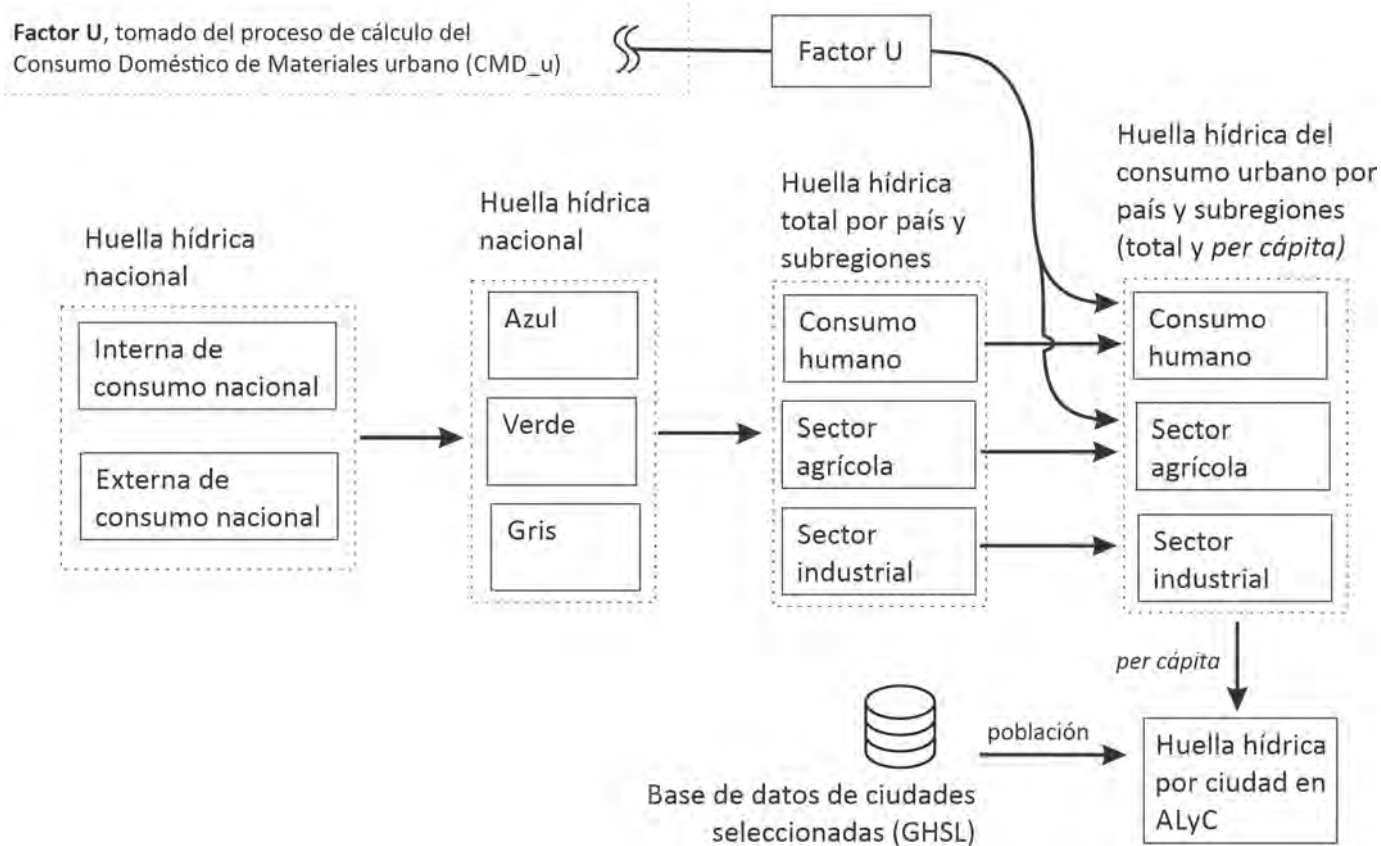 Factor U, tomado del proceso de cálculo del
Consumo Doméstico de Materiales urbano (CMD_u)
Factor U
Huella hídrica
nacional
Interna de
consumo nacional
Externa de
consumo nacional
Huella hídrica
nacional
Azul
Verde
Gris
Huella hídrica
total por país y
subregiones
Consumo
humano
Sector
agrícola
Sector
industrial
Huella hídrica del
consumo urbano por
país y subregiones
(total y per cápita)
Consumo
humano
Sector
agrícola
Sector
industrial
per cápita
población
Base de datos de ciudades
seleccionadas (GHSL)
Huella hídrica
por ciudad en
ALyC